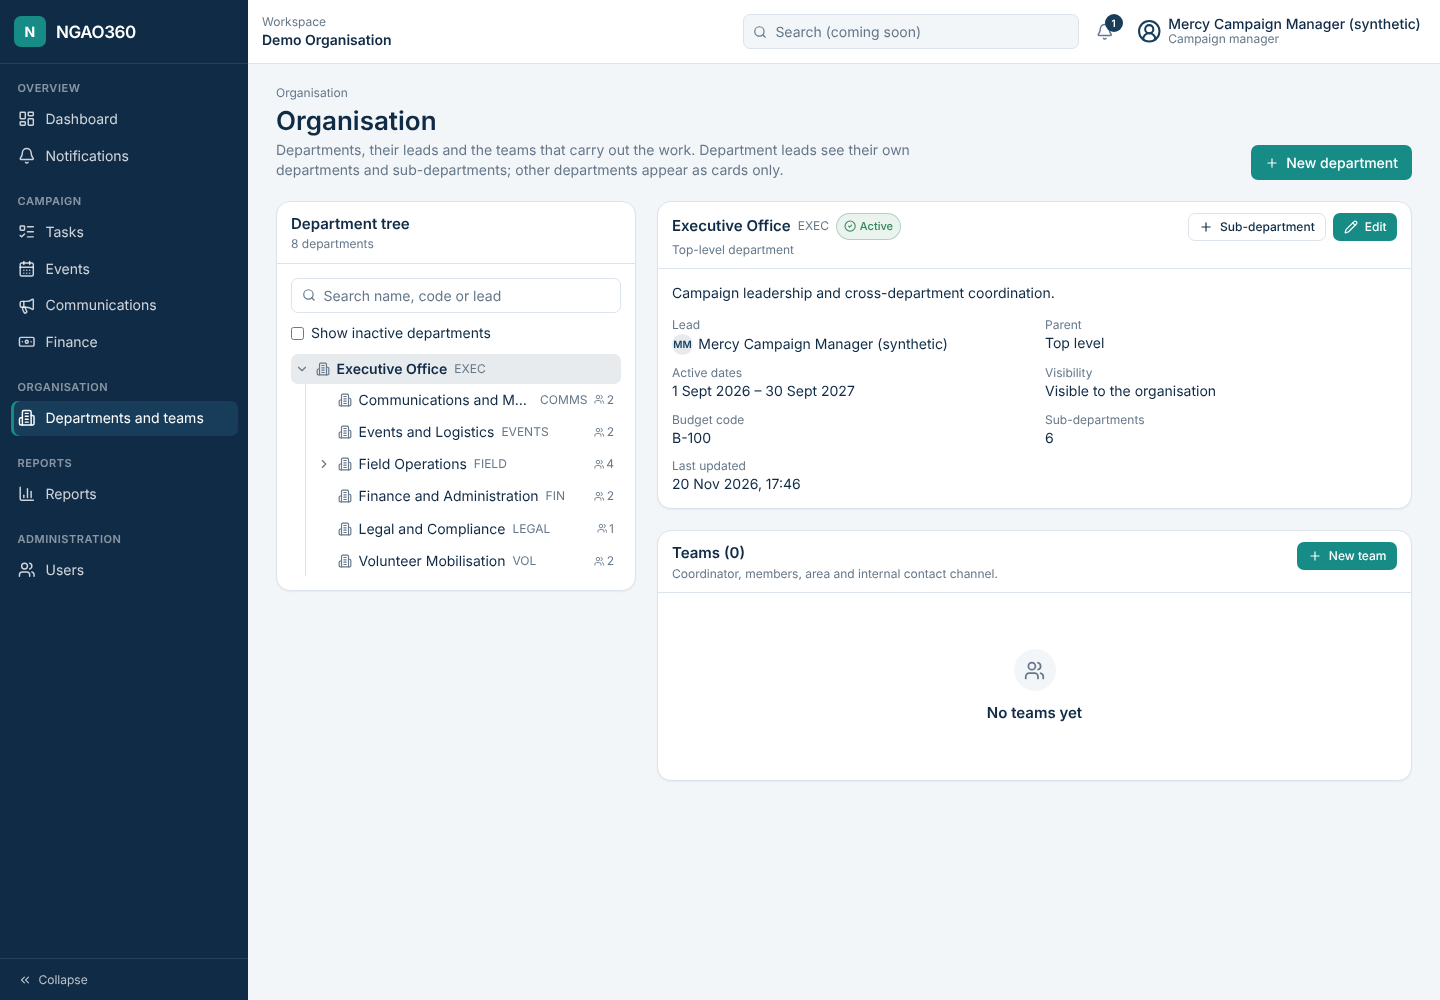 N NGAO360
OVERVIEW
Dashboard
Notifications
CAMPAIGN
Tasks
Events
Communications
Finance
ORGANISATION
Departments and teams
REPORTS
Reports
ADMINISTRATION
Users
Collapse
Workspace
Demo Organisation
Search (coming soon)
1
Mercy Campaign Manager (synthetic)
Campaign manager
Organisation
Organisation
Departments, their leads and the teams that carry out the work. Department leads see their own
departments and sub-departments; other departments appear as cards only.
New department
Department tree
8 departments
Search name, code or lead
Show inactive departments
Executive Office EXEC
Communications and M... COMMS 2
Events and Logistics EVENTS 2
Field Operations FIELD 4
Finance and Administration FIN 2
Legal and Compliance LEGAL 1
Volunteer Mobilisation VOL 2
Executive Office EXEC Active
Top-level department
Sub-department
Edit
Campaign leadership and cross-department coordination.
Lead
MM Mercy Campaign Manager (synthetic)
Parent
Top level
Active dates
1 Sept 2026 – 30 Sept 2027
Visibility
Visible to the organisation
Budget code
B-100
Sub-departments
6
Last updated
20 Nov 2026, 17:46
Teams (0)
Coordinator, members, area and internal contact channel.
New team
No teams yet